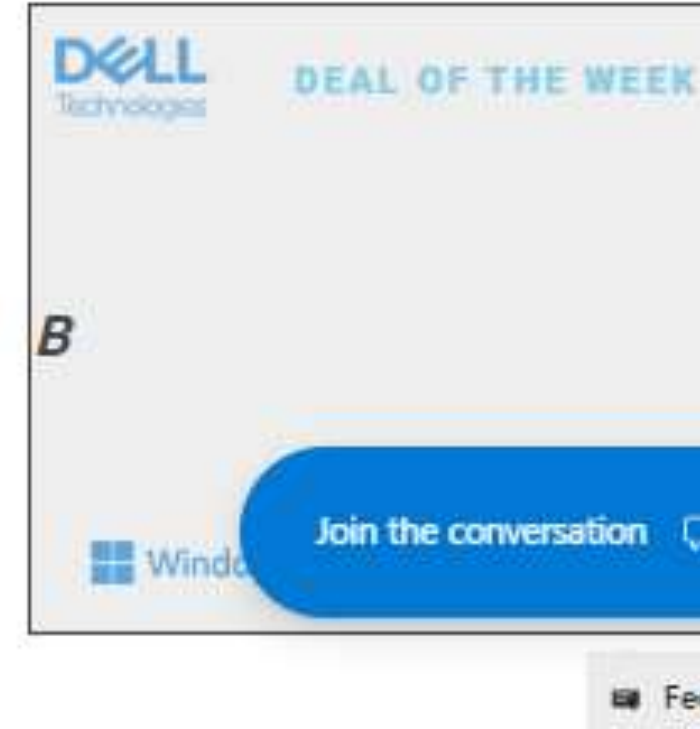 DELL
Technologies
DEAL OF THE WEEK
B
Join the conversation